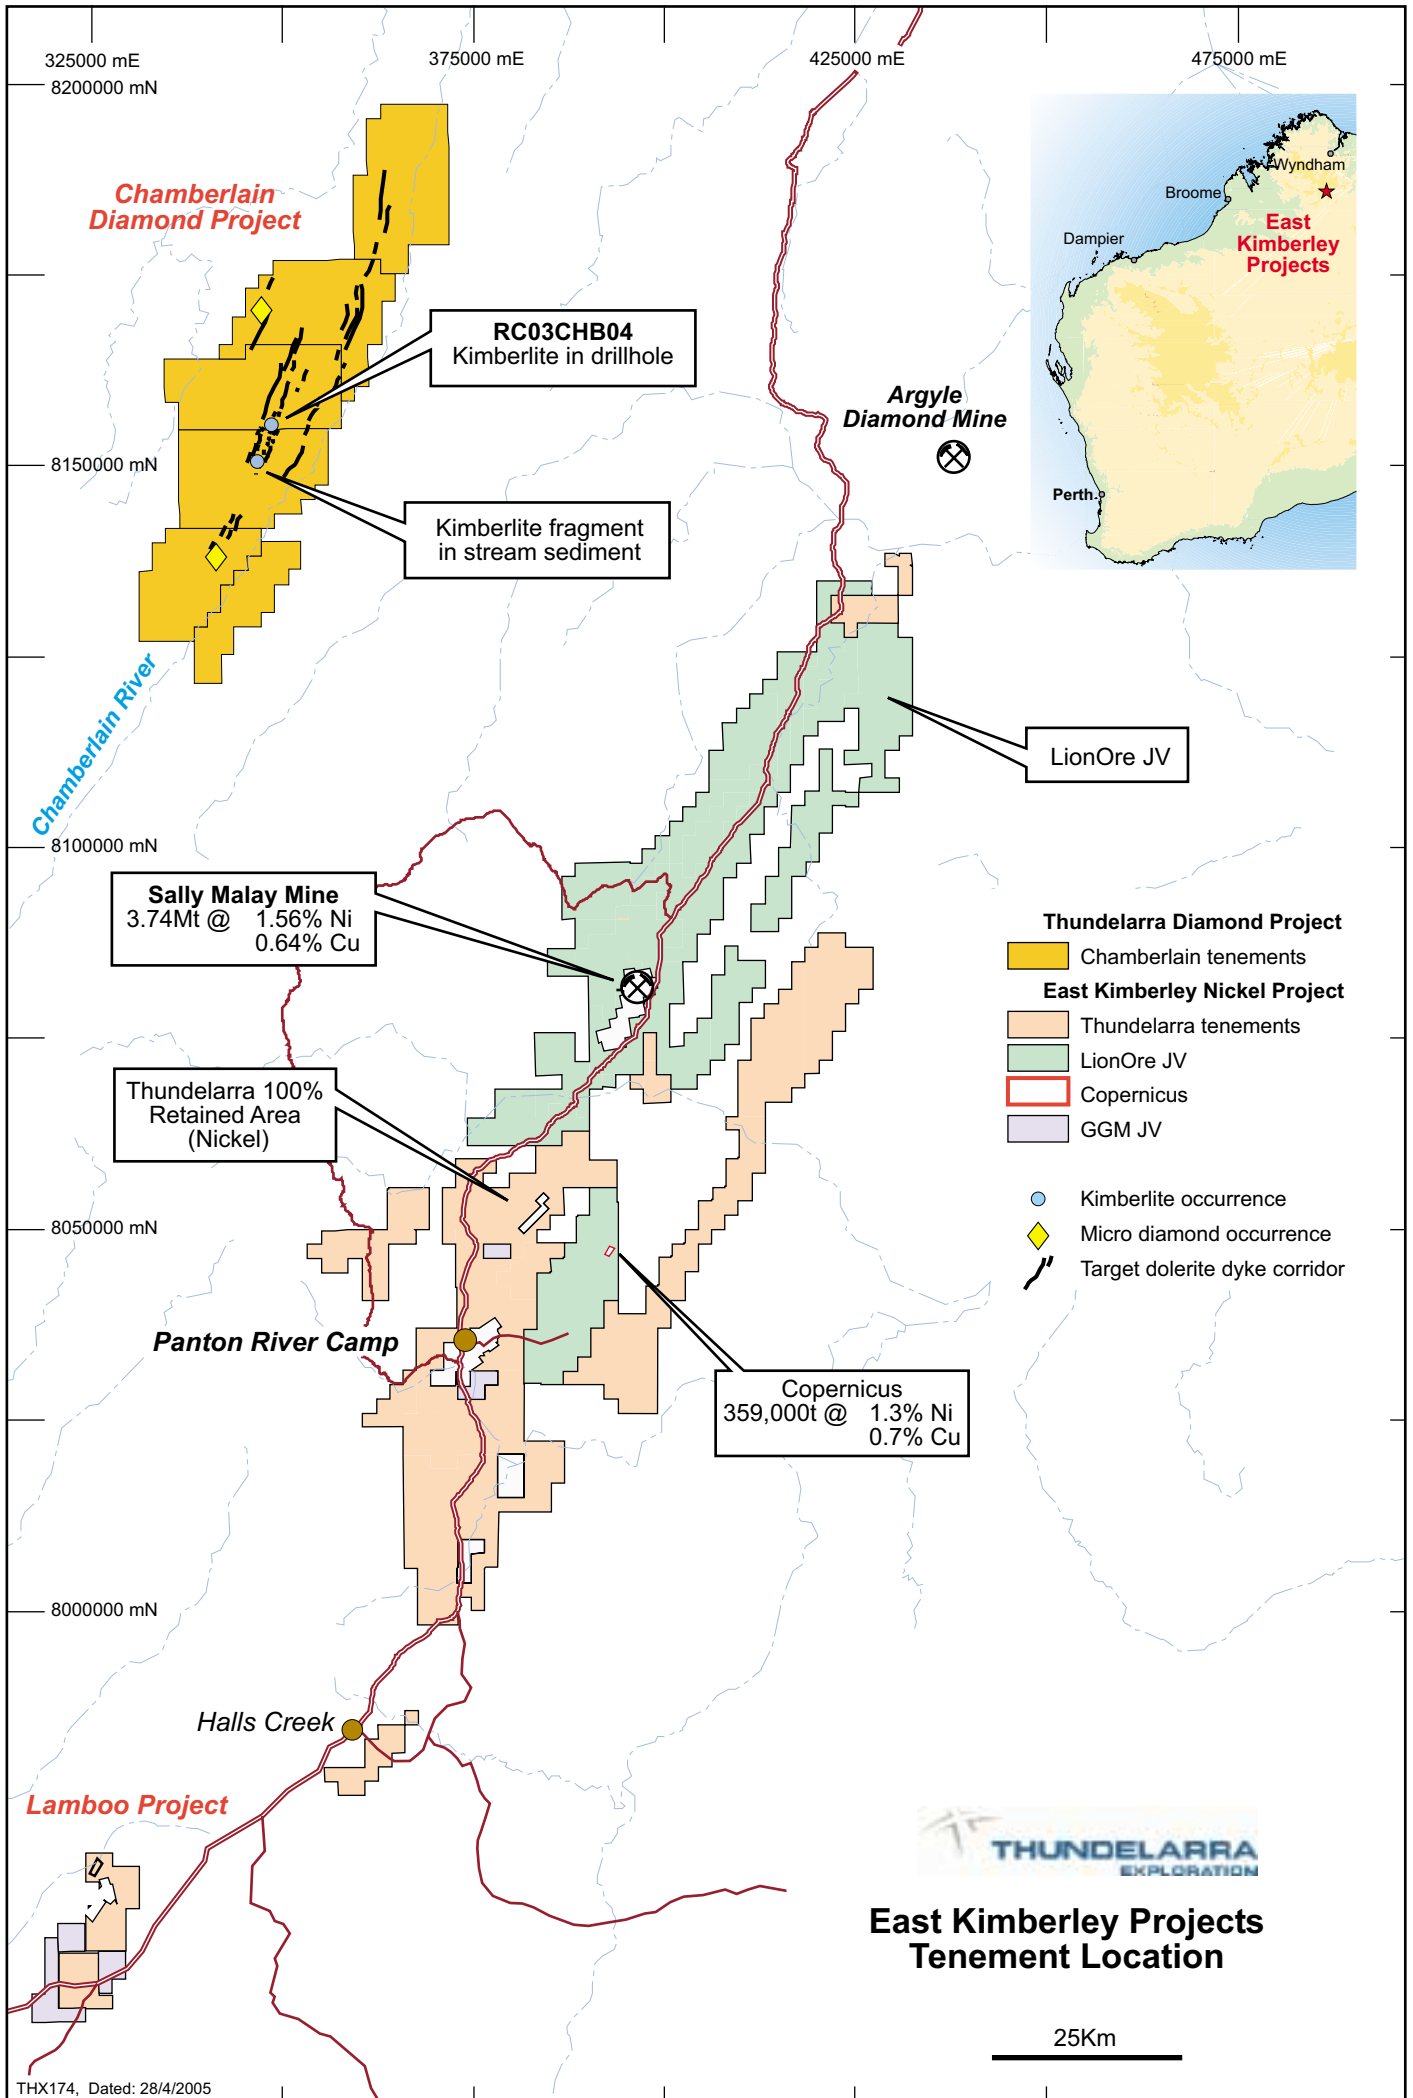 325000 mE
375000 mE
425000 mE
475000 mE
8200000 mN
Chamberlain
Diamond Project
Wyndham
Broome
East
Kimberley
Projects
Dampier
Perth
RC03CHB04
Kimberlite in drillhole
Argyle
Diamond Mine
8150000 mN
Kimberlite fragment
in stream sediment
Chamberlain River
LionOre JV
8100000 mN
Sally Malay Mine
3.74Mt @ 1.56% Ni
0.64% Cu
Thundelarra Diamond Project
Chamberlain tenements
East Kimberley Nickel Project
Thundelarra tenements
LionOre JV
Copernicus
GGM JV
Kimberlite occurrence
Micro diamond occurrence
Target dolerite dyke corridor
Thundelarra 100%
Retained Area
(Nickel)
8050000 mN
Panton River Camp
Copernicus
359,000t @ 1.3% Ni
0.7% Cu
8000000 mN
Halls Creek
Lamboo Project
THUNDELARRA
EXPLORATION
East Kimberley Projects
Tenement Location
25Km
THX174, Dated: 28/4/2005